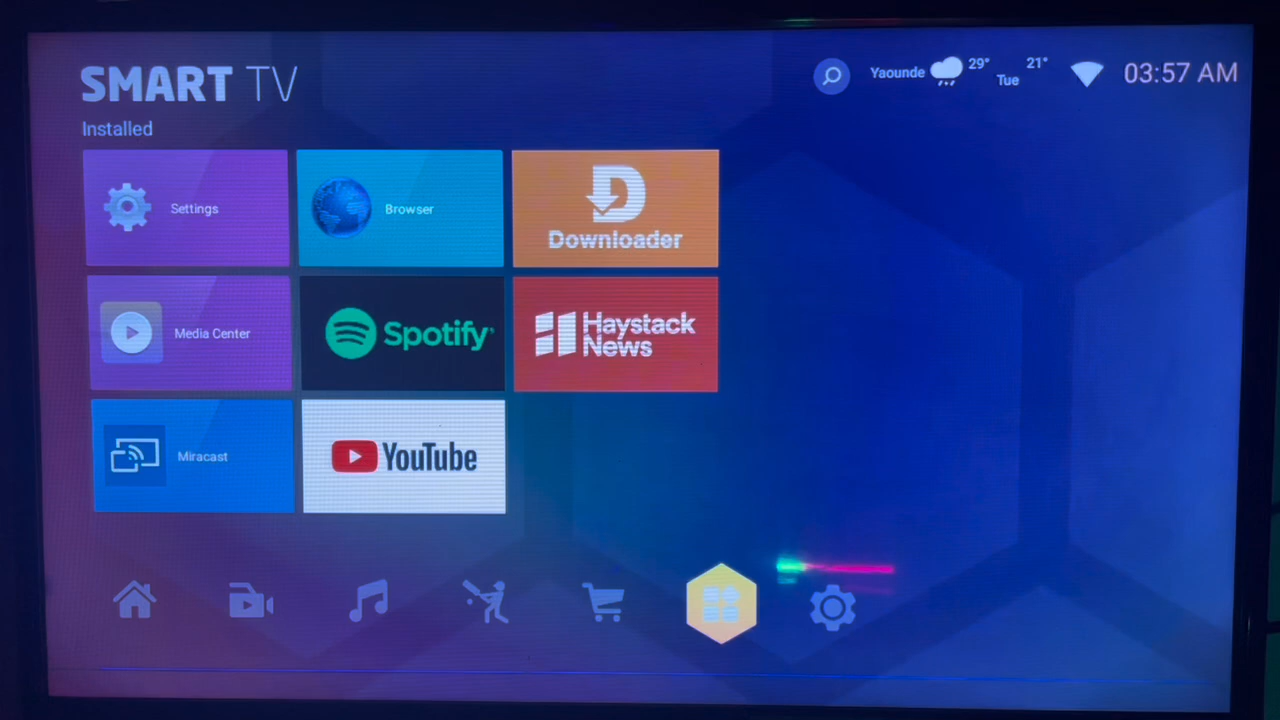 SMART TV
Yaounde 29° Tue 21° 03:57 AM
Installed
Settings
Browser
D
Downloader
Media Center
Spotify
Haystack
News
Miracast
YouTube